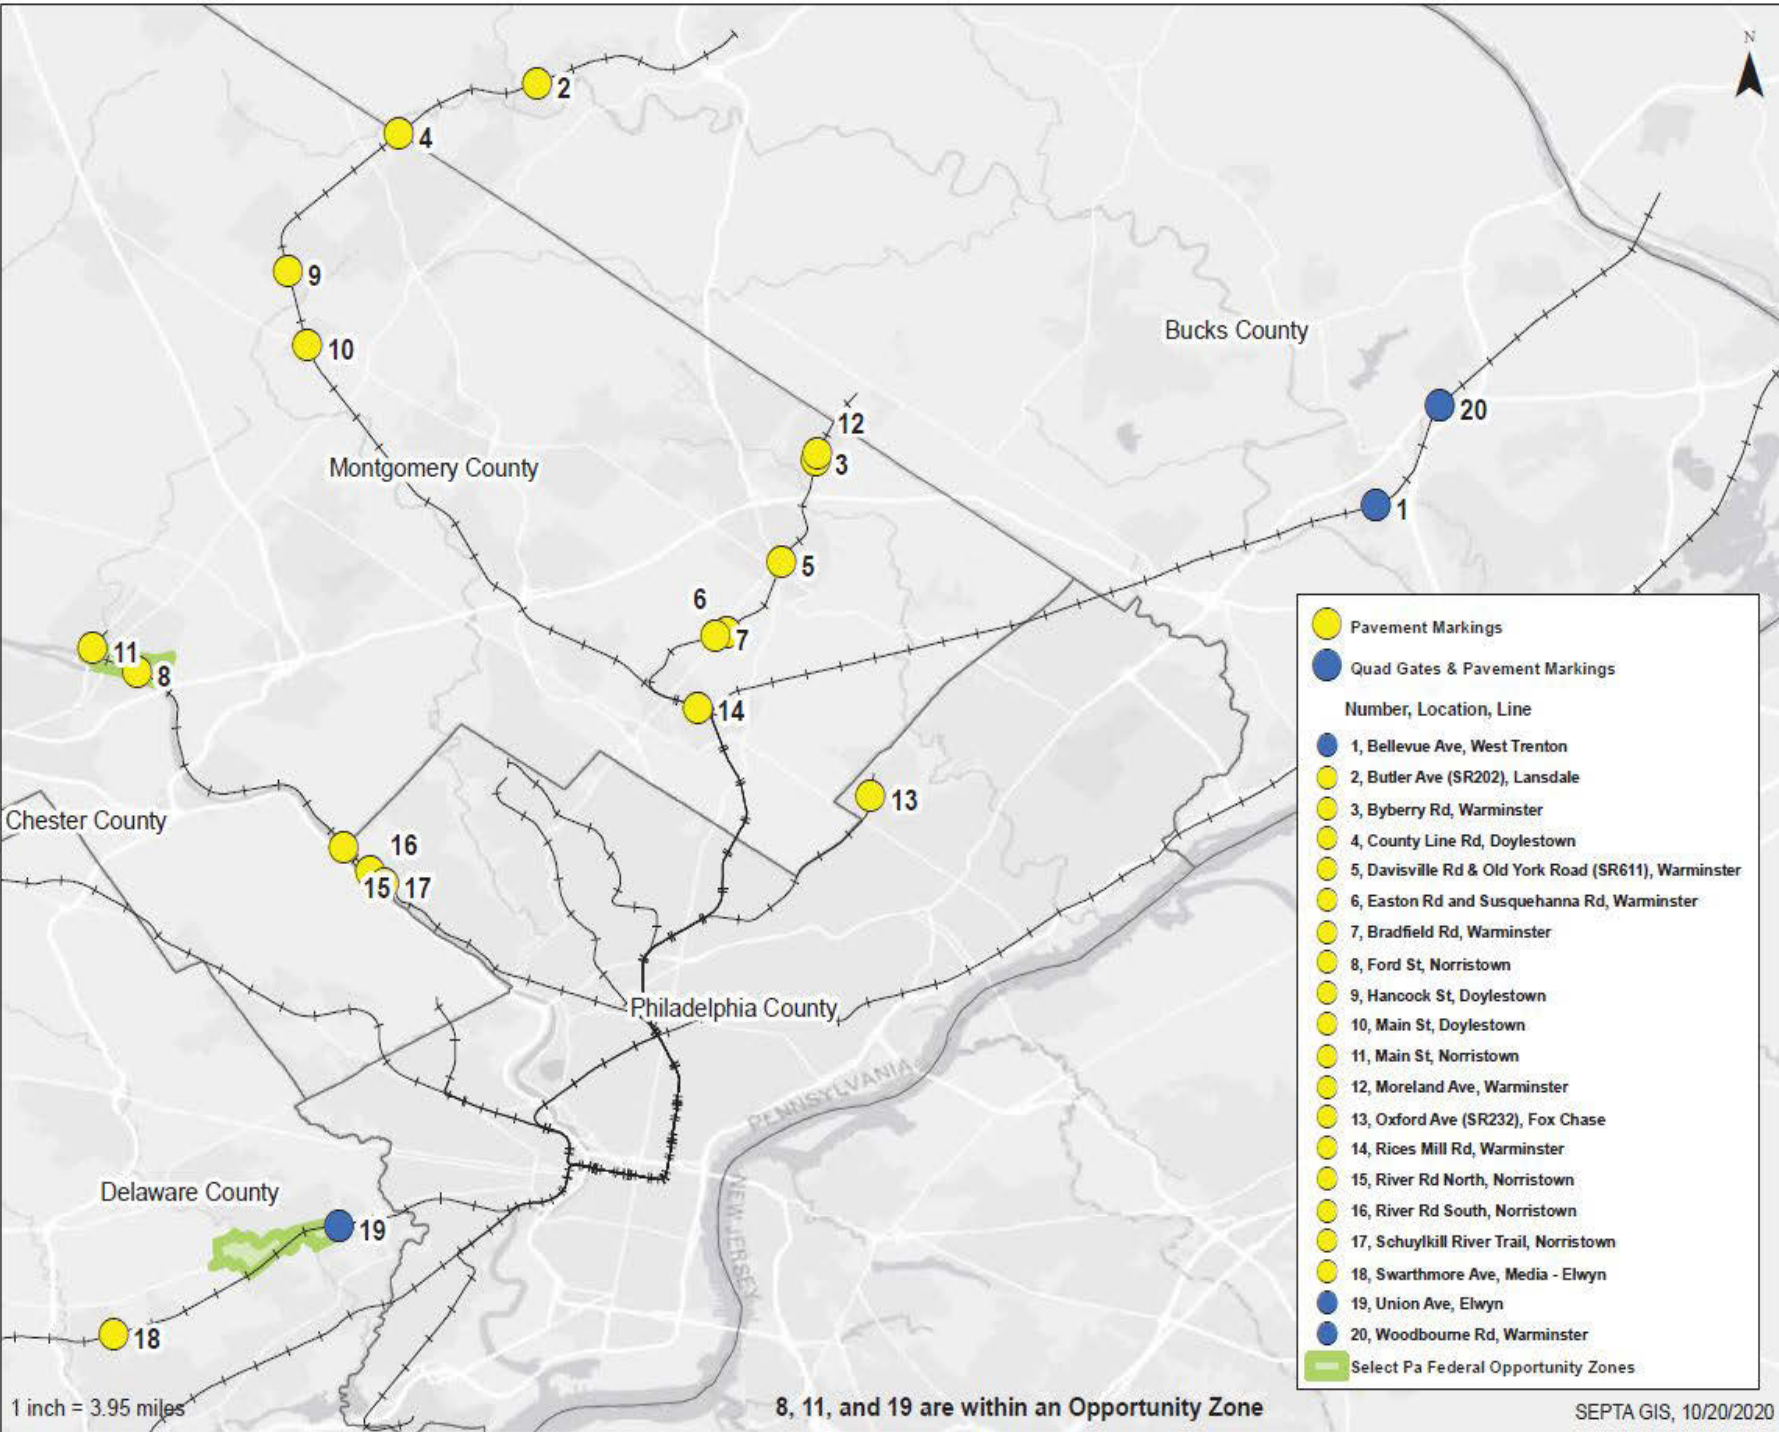 N
2
4
9
10
Bucks County
20
12
3
Montgomery County
1
5
6
7
11
8
14
13
Chester County
16
15
17
Philadelphia County
PENNSYLVANIA
NEW JERSEY
Delaware County
19
18
Pavement Markings
Quad Gates & Pavement Markings
Number, Location, Line
1, Bellevue Ave, West Trenton
2, Butler Ave (SR202), Lansdale
3, Byberry Rd, Warminster
4, County Line Rd, Doylestown
5, Davisville Rd & Old York Road (SR611), Warminster
6, Easton Rd and Susquehanna Rd, Warminster
7, Bradfield Rd, Warminster
8, Ford St, Norristown
9, Hancock St, Doylestown
10, Main St, Doylestown
11, Main St, Norristown
12, Moreland Ave, Warminster
13, Oxford Ave (SR232), Fox Chase
14, Rices Mill Rd, Warminster
15, River Rd North, Norristown
16, River Rd South, Norristown
17, Schuylkill River Trail, Norristown
18, Swarthmore Ave, Media - Elwyn
19, Union Ave, Elwyn
20, Woodbourne Rd, Warminster
Select Pa Federal Opportunity Zones
1 inch = 3.95 miles
8, 11, and 19 are within an Opportunity Zone
SEPTA GIS, 10/20/2020